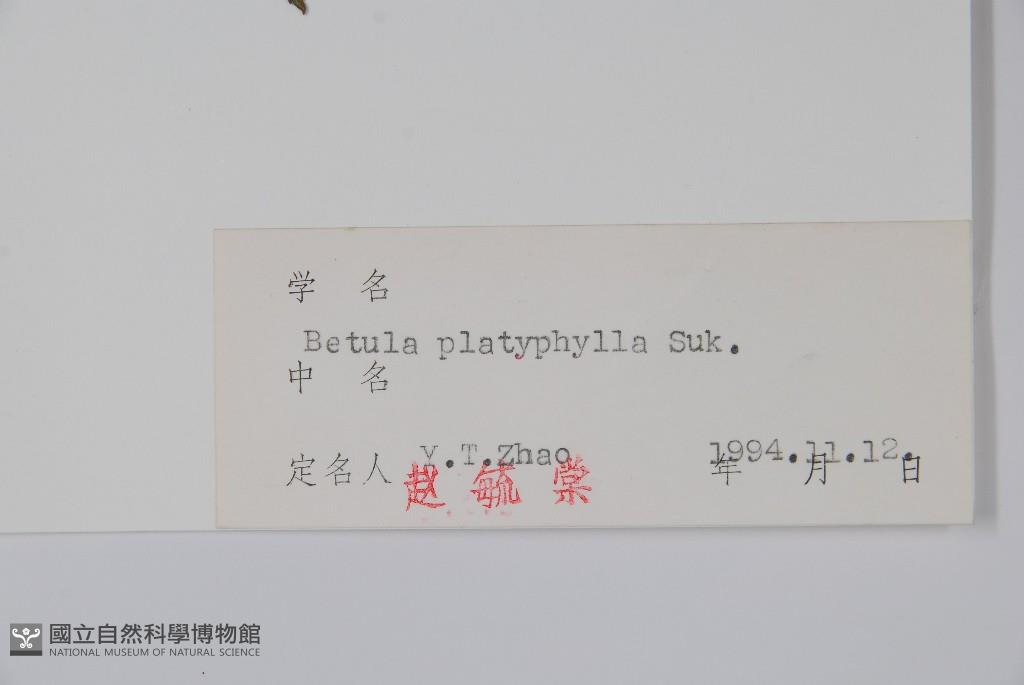 学 名
Betula platyphylla Suk.
中 名
定名人 Y.T.Zhao 1994.11.12.
赵毓棠 年 月 日
國立自然科學博物館
NATIONAL MUSEUM OF NATURAL SCIENCE